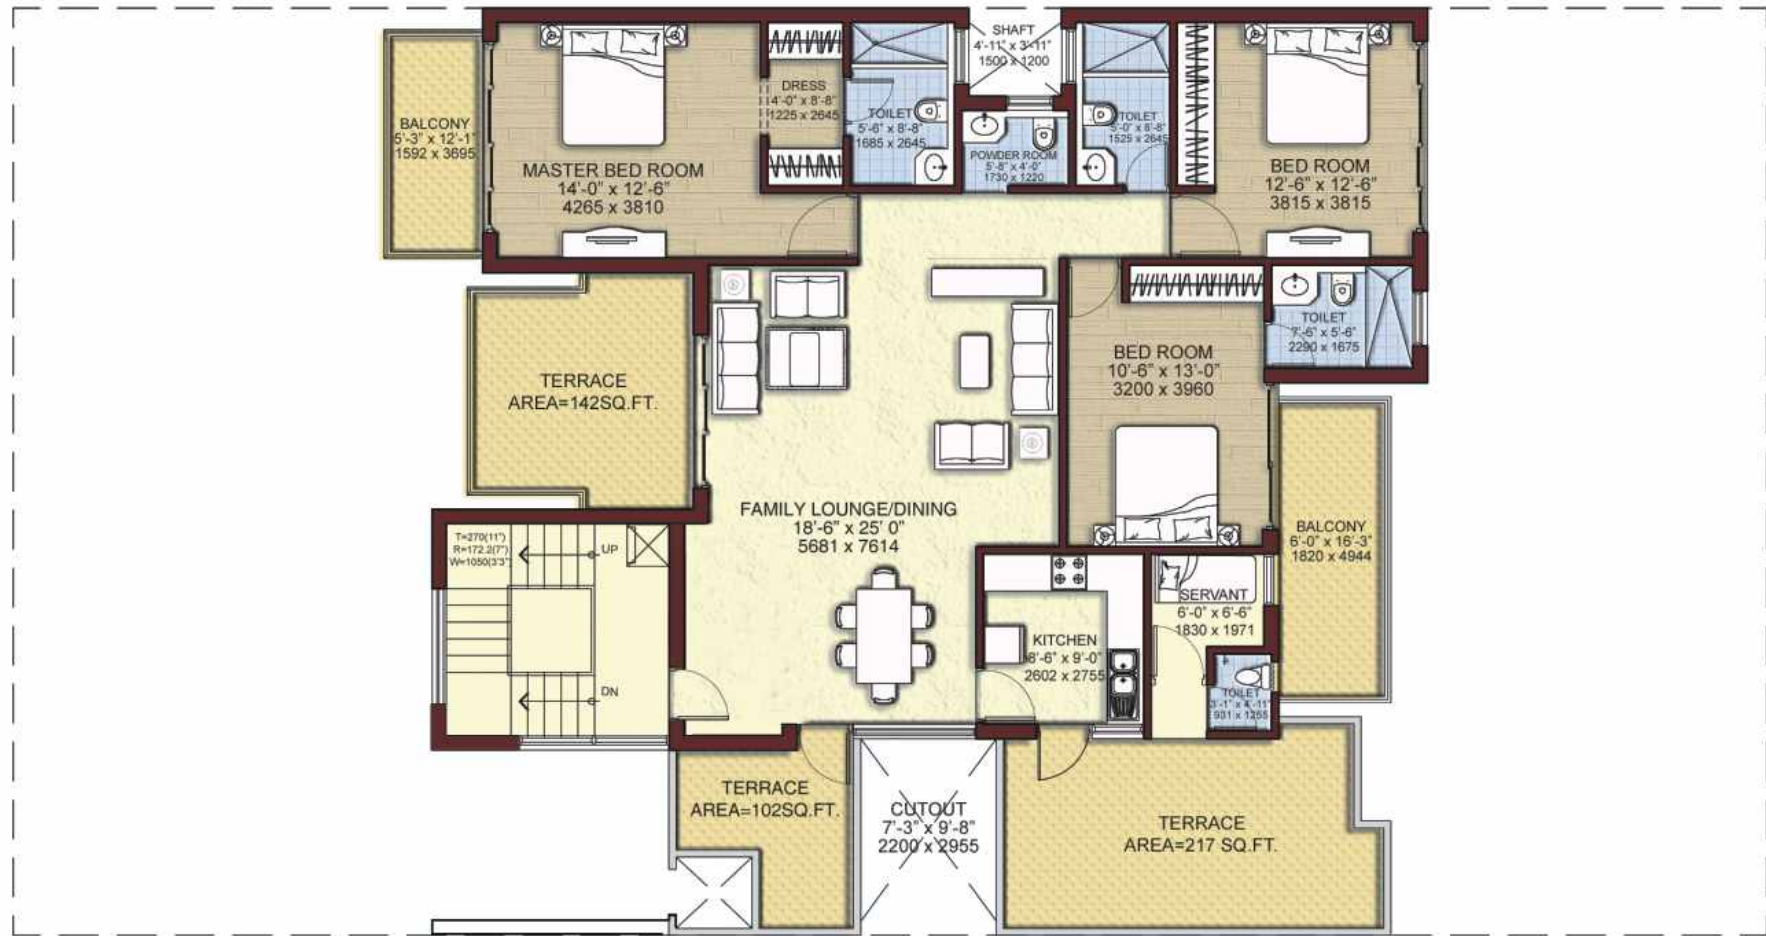 SHAFT
4'-11" x 3'-11"
1500 x 1200
BALCONY
5'-3" x 12'-1"
1592 x 3695
MASTER BED ROOM
14'-0" x 12'-6"
4265 x 3810
DRESS
4'-0" x 8'-8"
1225 x 2645
TOILET
5'-6" x 8'-8"
1685 x 2645
POWDER ROOM
5'-8" x 4'-0"
1730 x 1220
TOILET
5'-0" x 8'-8"
1525 x 2645
BED ROOM
12'-6" x 12'-6"
3815 x 3815
TERRACE
AREA=142SQ.FT.
BED ROOM
10'-6" x 13'-0"
3200 x 3960
TOILET
7'-6" x 5'-6"
2290 x 1675
FAMILY LOUNGE/DINING
18'-6" x 25' 0"
5681 x 7614
BALCONY
6'-0" x 16'-3"
1820 x 4944
T=270(11")
R=172.2(7")
W=1050(3'3")
UP
DN
KITCHEN
8'-6" x 9'-0"
2602 x 2755
SERVANT
6'-0" x 6'-6"
1830 x 1971
TOILET
3'-1" x 4'-11"
931 x 1255
TERRACE
AREA=102SQ.FT.
CUTOUT
7'-3" x 9'-8"
2200 x 2955
TERRACE
AREA=217 SQ.FT.